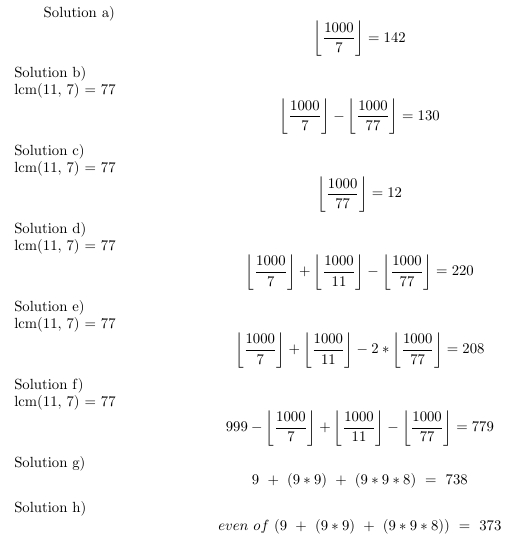 Solution a)
⌊1000/7⌋ = 142
Solution b)
lcm(11, 7) = 77
⌊1000/7⌋ − ⌊1000/77⌋ = 130
Solution c)
lcm(11, 7) = 77
⌊1000/77⌋ = 12
Solution d)
lcm(11, 7) = 77
⌊1000/7⌋ + ⌊1000/11⌋ − ⌊1000/77⌋ = 220
Solution e)
lcm(11, 7) = 77
⌊1000/7⌋ + ⌊1000/11⌋ − 2 ∗ ⌊1000/77⌋ = 208
Solution f)
lcm(11, 7) = 77
999 − ⌊1000/7⌋ + ⌊1000/11⌋ − ⌊1000/77⌋ = 779
Solution g)
9 + (9 ∗ 9) + (9 ∗ 9 ∗ 8) = 738
Solution h)
even of (9 + (9 ∗ 9) + (9 ∗ 9 ∗ 8)) = 373